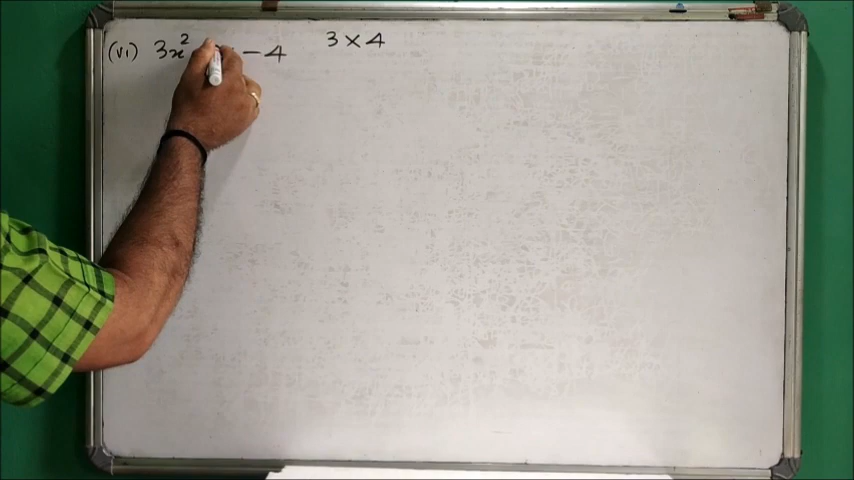 (vi) 3x² - 4 3 × 4